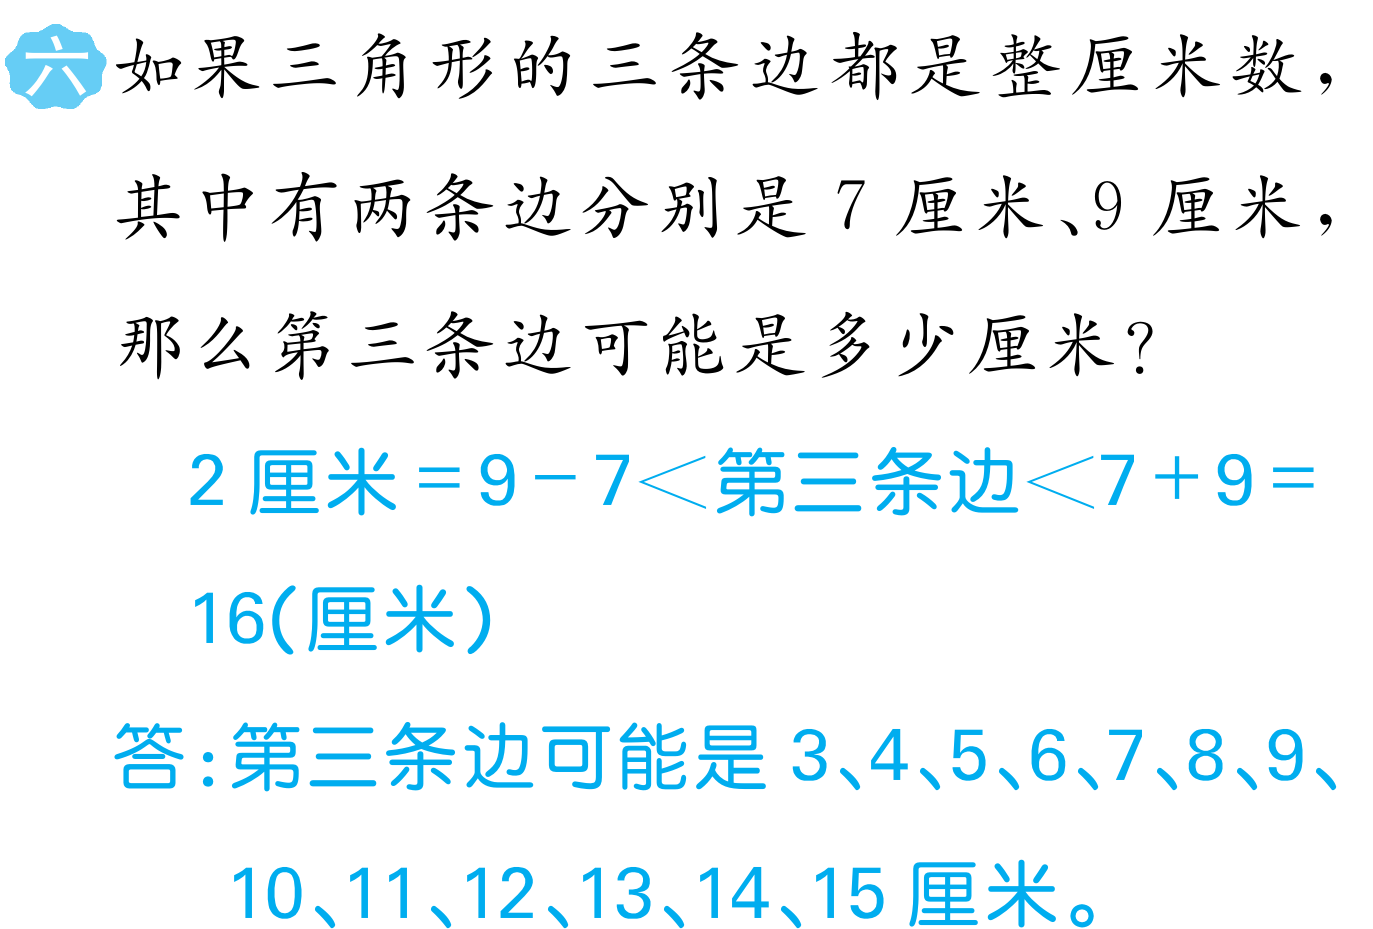 六 如果三角形的三条边都是整厘米数，
其中有两条边分别是 7 厘米、9 厘米，
那么第三条边可能是多少厘米?
2 厘米＝9－7＜第三条边＜7＋9＝
16(厘米)
答:第三条边可能是 3、4、5、6、7、8、9、
10、11、12、13、14、15 厘米。